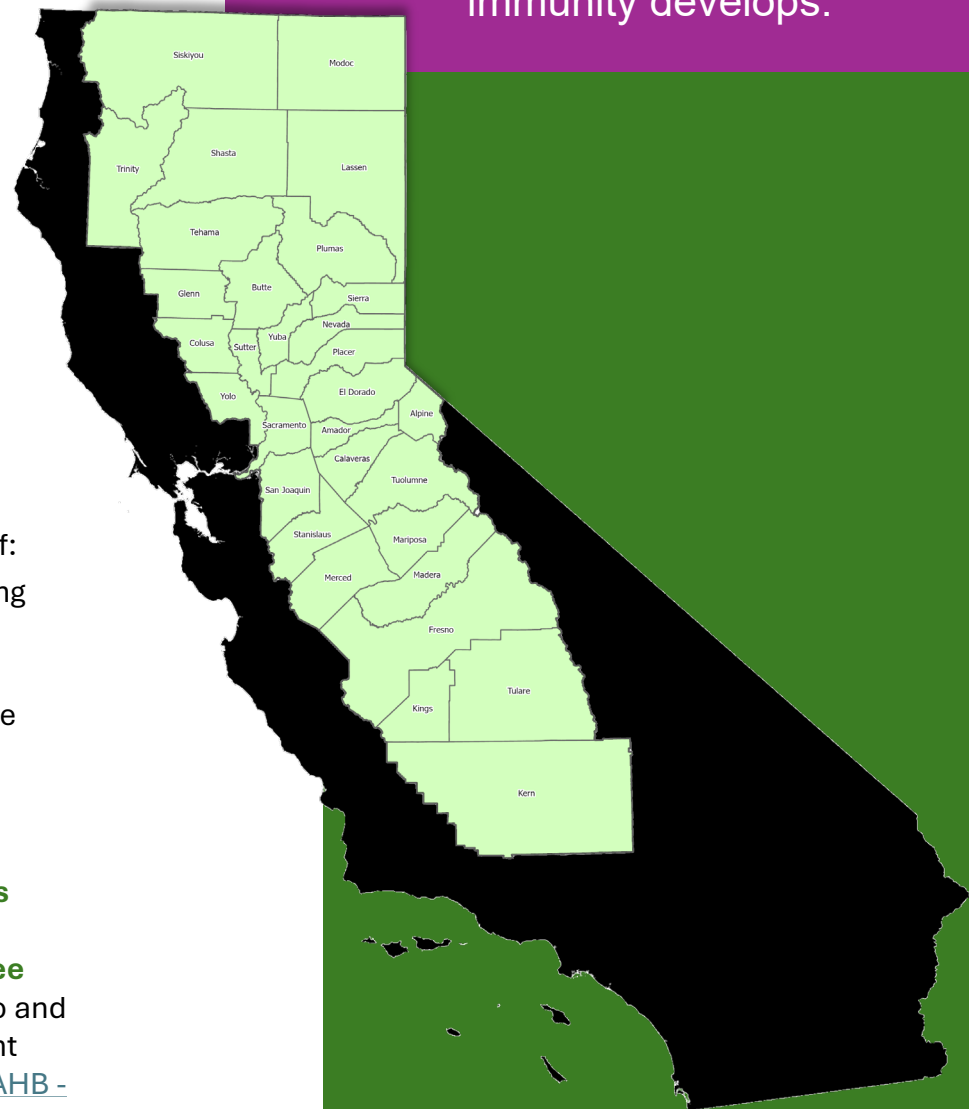 immunity develops.
Siskiyou
Modoc
Shasta
Trinity
Lassen
Tehama
Plumas
Butte
Glenn
Sierra
Nevada
Yuba
Colusa
Sutter
Placer
El Dorado
Yolo
Alpine
Sacramento
Amador
Calaveras
Tuolumne
San Joaquin
Stanislaus
Mariposa
f:
Madera
Merced
ng
Fresno
Tulare
Kings
e
Kern
s
ee
o and
nt
AHB -